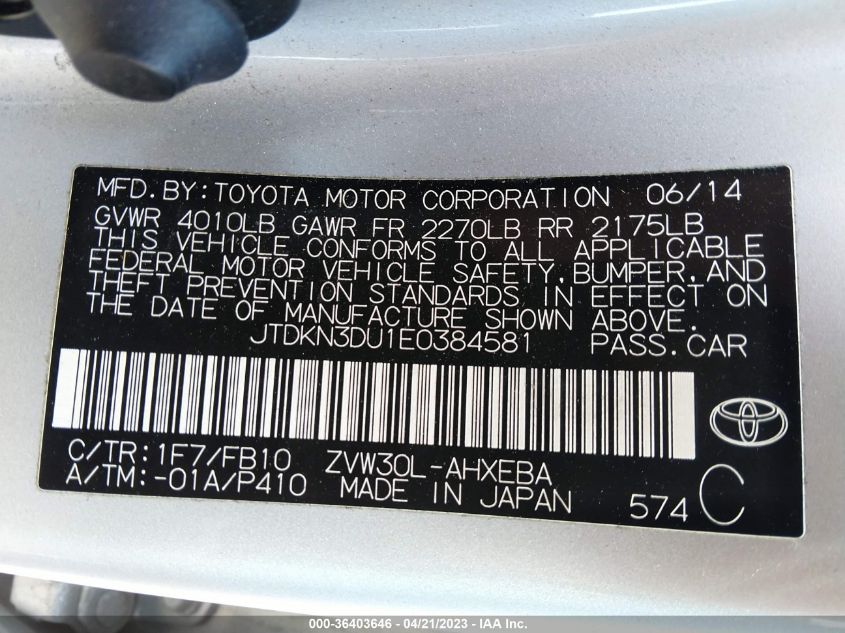 MFD.BY:TOYOTA MOTOR CORPORATION 06/14
GVWR 4010LB GAWR FR 2270LB RR 2175LB
THIS VEHICLE CONFORMS TO ALL APPLICABLE
FEDERAL MOTOR VEHICLE SAFETY,BUMPER,AND
THEFT PREVENTION STANDARDS IN EFFECT ON
THE DATE OF MANUFACTURE SHOWN ABOVE.
JTDKN3DU1E0384581 PASS.CAR
C/TR:1F7/FB10 ZVW30L-AHXEBA
A/TM:-01A/P410 MADE IN JAPAN 574 C
000-36403646 / 04/21/2023 - IAA Inc.